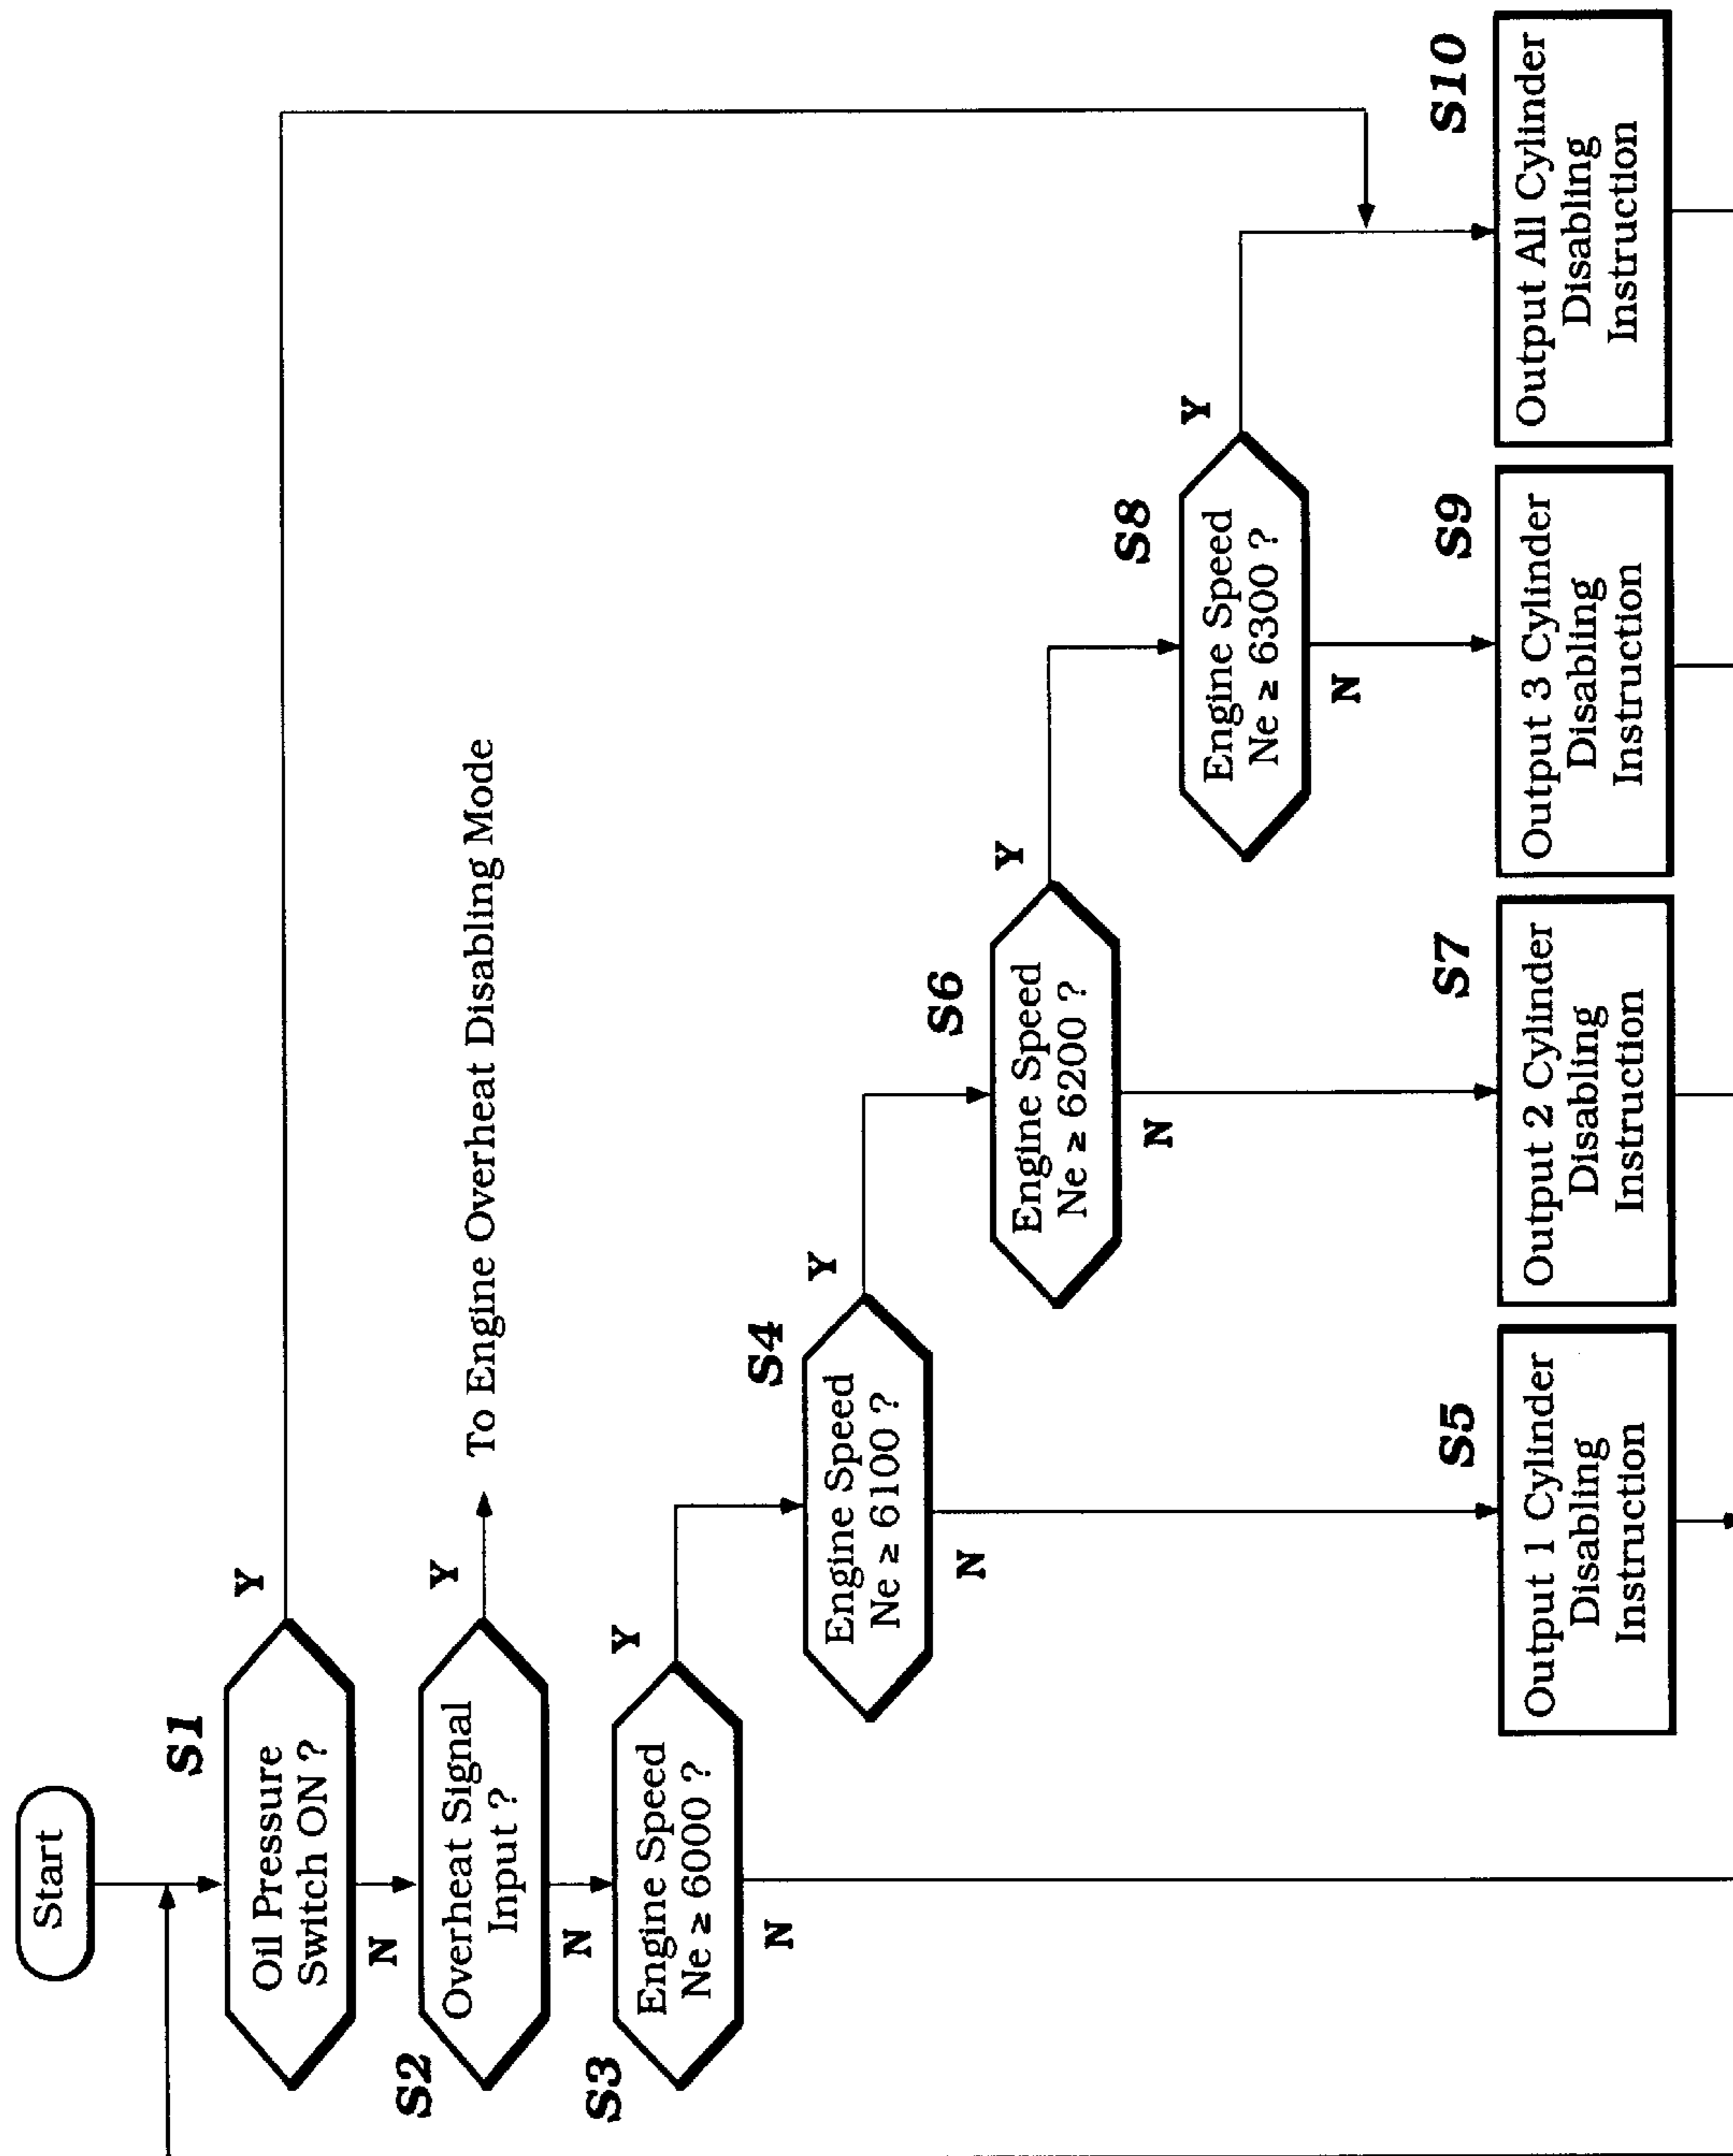 Start
S1
Oil Pressure
Switch ON ?
Y
N
S2
Overheat Signal
Input ?
Y
To Engine Overheat Disabling Mode
N
S3
Engine Speed
Ne ≥ 6000 ?
Y
N
S4
Engine Speed
Ne ≥ 6100 ?
Y
N
S6
Engine Speed
Ne ≥ 6200 ?
Y
N
S8
Engine Speed
Ne ≥ 6300 ?
Y
N
S5
Output 1 Cylinder
Disabling
Instruction
S7
Output 2 Cylinder
Disabling
Instruction
S9
Output 3 Cylinder
Disabling
Instruction
S10
Output All Cylinder
Disabling
Instruction